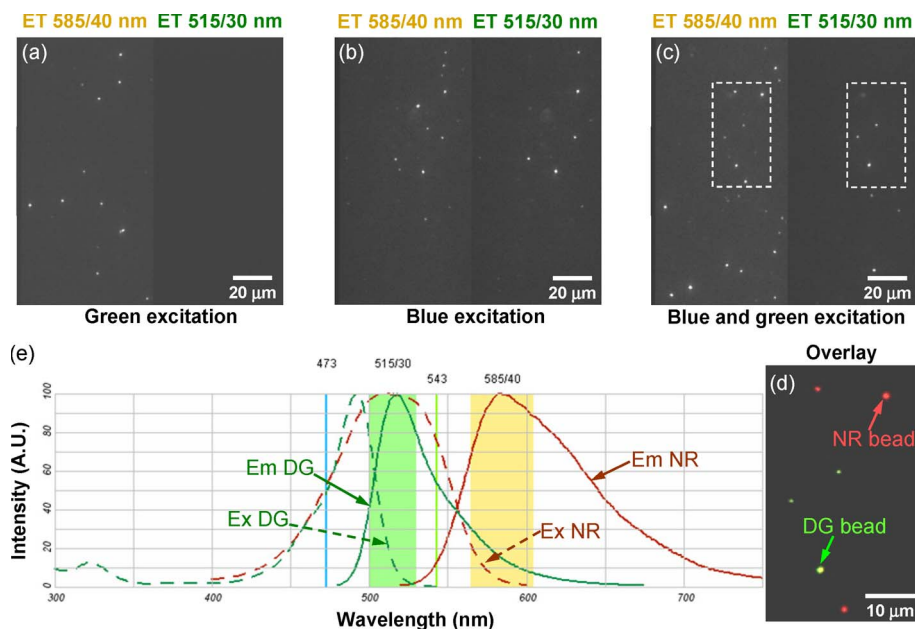 ET 585/40 nm ET 515/30 nm
ET 585/40 nm ET 515/30 nm
ET 585/40 nm ET 515/30 nm
(a)
(b)
(c)
20 µm
20 µm
20 µm
Green excitation
Blue excitation
Blue and green excitation
(e)
473
515/30
543
585/40
100
80
60
40
20
0
Intensity (A.U.)
Em DG
Ex DG
Em NR
Ex NR
300
400
500
600
700
Wavelength (nm)
Overlay
(d)
NR bead
DG bead
10 µm